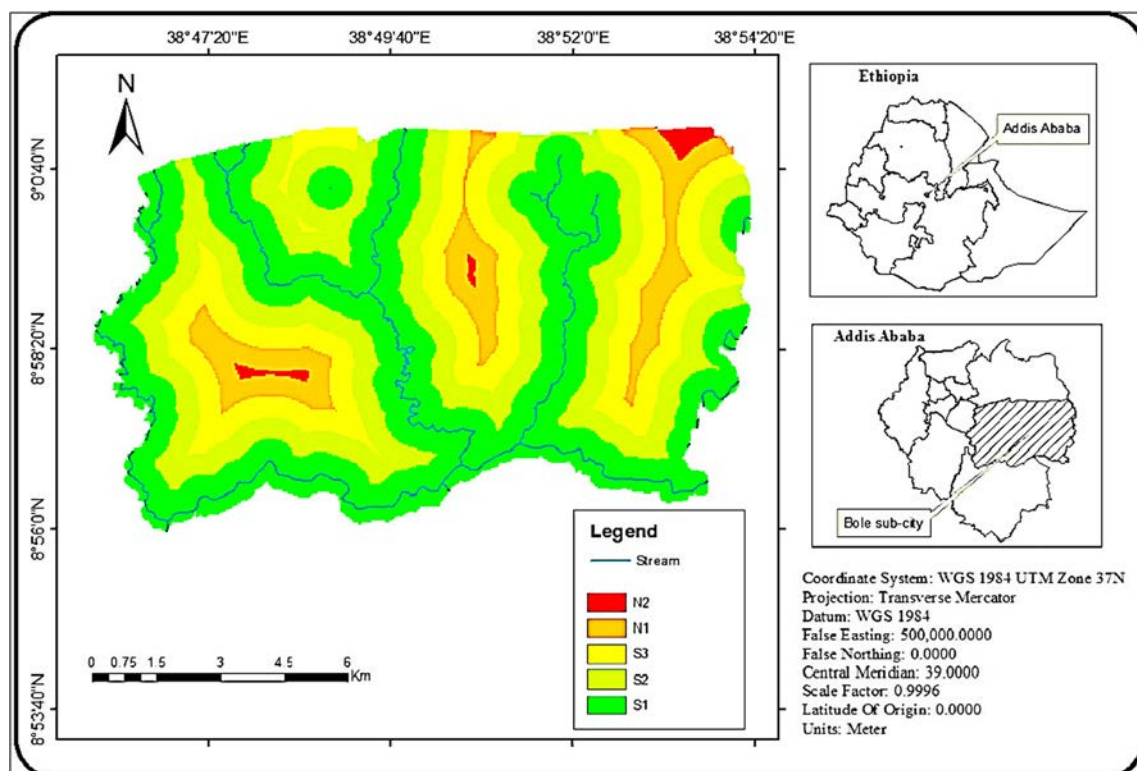 38°47'20"E 38°49'40"E 38°52'0"E 38°54'20"E
N
9°0'40"N
8°58'20"N
8°56'0"N
8°53'40"N
Legend
Stream
N2
N1
S3
S2
S1
0 0.75 1.5 3 4.5 6
Km
Ethiopia
Addis Ababa
Addis Ababa
Bole sub-city
Coordinate System: WGS 1984 UTM Zone 37N
Projection: Transverse Mercator
Datum: WGS 1984
False Easting: 500,000.0000
False Northing: 0.0000
Central Meridian: 39.0000
Scale Factor: 0.9996
Latitude Of Origin: 0.0000
Units: Meter